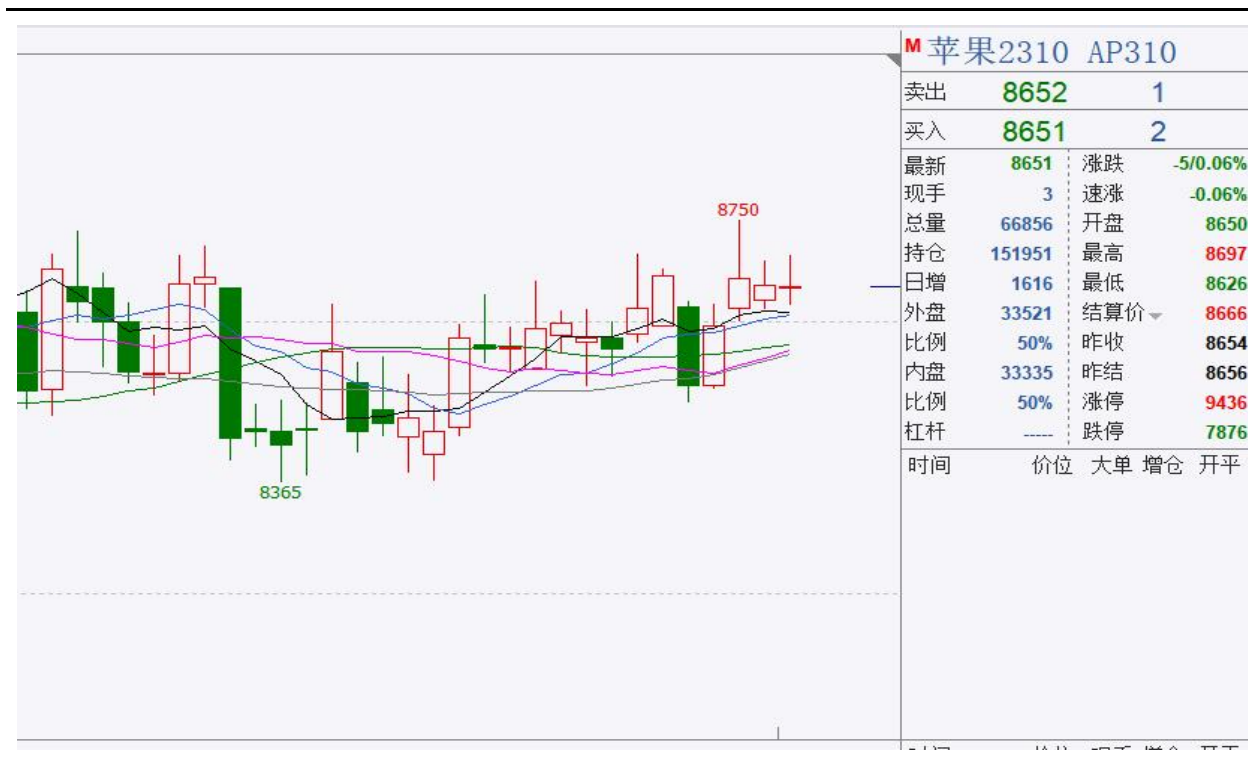 M 苹果2310 AP310
卖出 8652 1
买入 8651 2
最新 8651 涨跌 -5/0.06%
现手 3 速涨 -0.06%
总量 66856 开盘 8650
持仓 151951 最高 8697
日增 1616 最低 8626
外盘 33521 结算价 8666
比例 50% 昨收 8654
内盘 33335 昨结 8656
比例 50% 涨停 9436
杠杆 ----- 跌停 7876
时间 价位 大单 增仓 开平
8750
8365